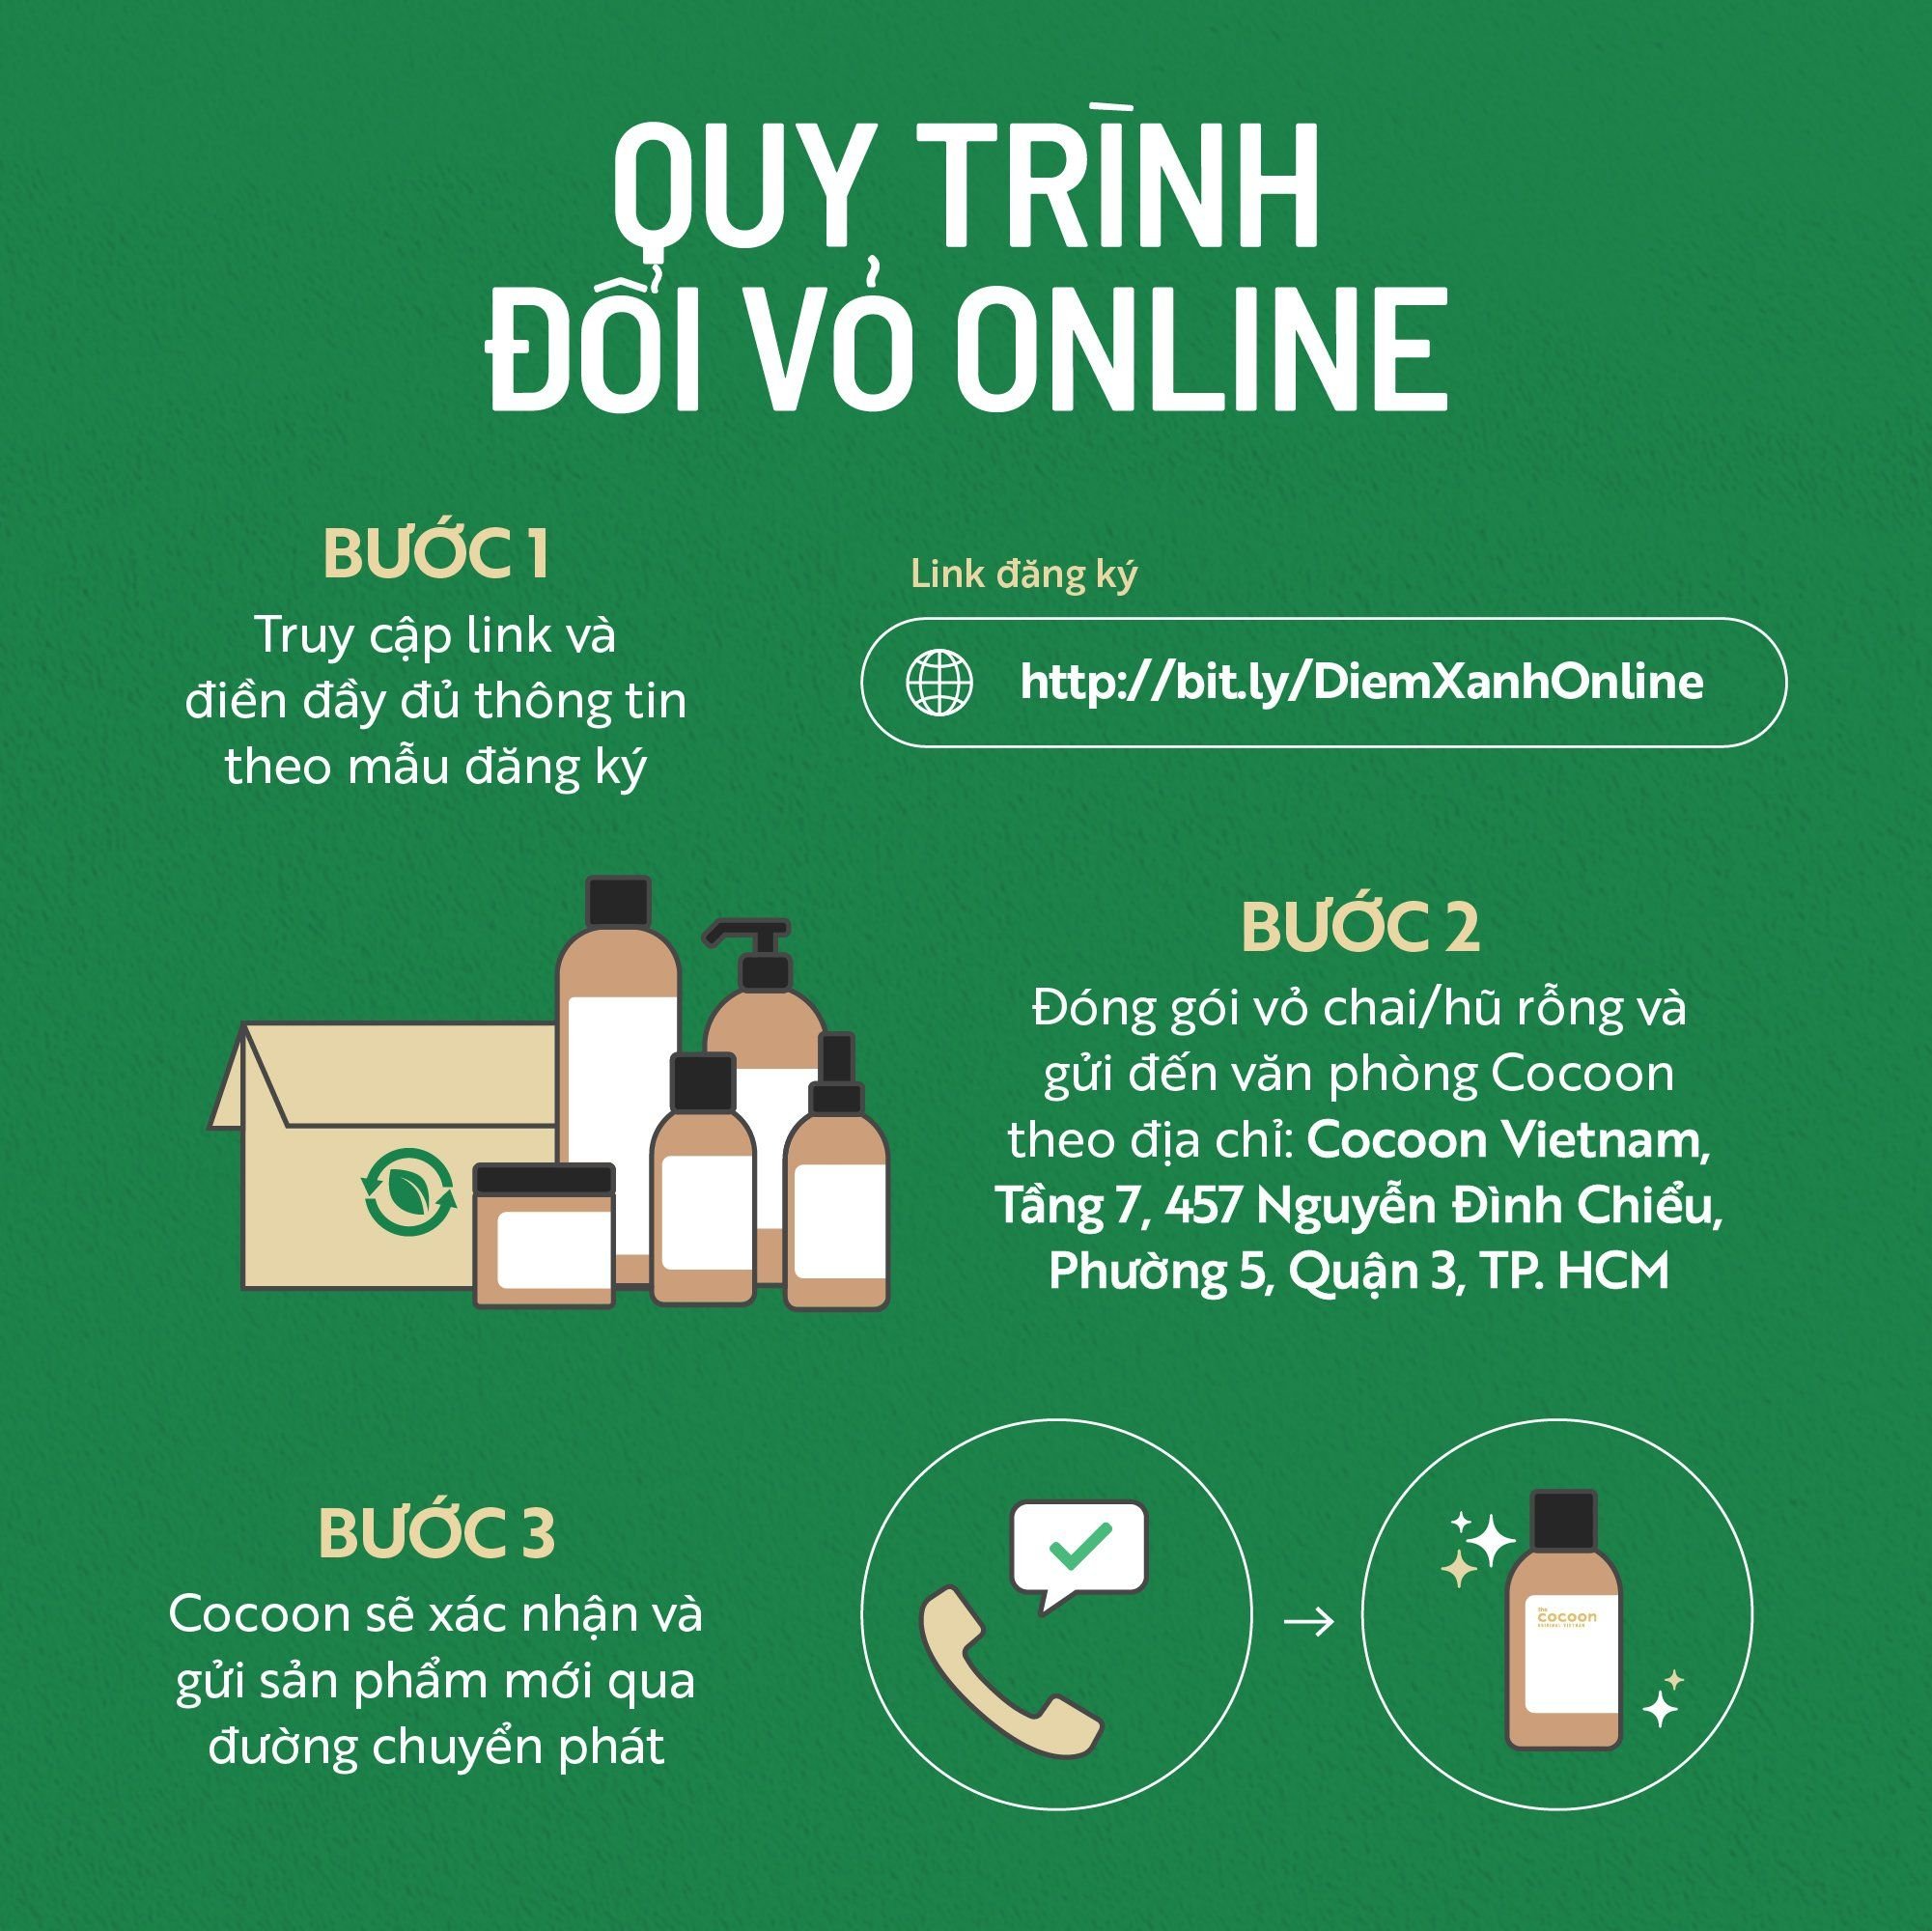 QUY TRÌNH
ĐỔI VỎ ONLINE
BƯỚC 1
Truy cập link và
điền đầy đủ thông tin
theo mẫu đăng ký
Link đăng ký
http://bit.ly/DiemXanhOnline
BƯỚC 2
Đóng gói vỏ chai/hũ rỗng và
gửi đến văn phòng Cocoon
theo địa chỉ: Cocoon Vietnam,
Tầng 7, 457 Nguyễn Đình Chiểu,
Phường 5, Quận 3, TP. HCM
BƯỚC 3
Cocoon sẽ xác nhận và
gửi sản phẩm mới qua
đường chuyển phát
the
cocoon
ORIGINAL VIETNAM